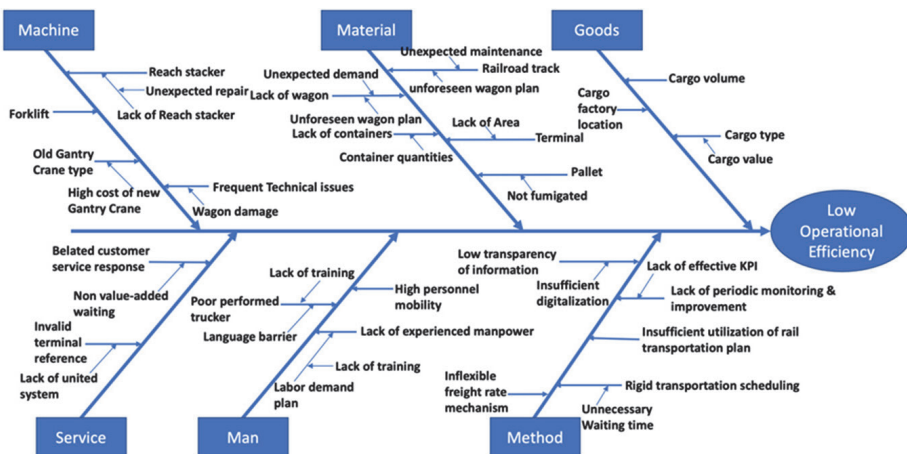 Machine
Material
Goods
Reach stacker
Unexpected repair
Lack of Reach stacker
Forklift
Old Gantry
Crane type
High cost of new
Gantry Crane
Frequent Technical issues
Wagon damage
Unexpected maintenance
Railroad track
unforeseen wagon plan
Unexpected demand
Lack of wagon
Unforeseen wagon plan
Lack of containers
Container quantities
Lack of Area
Terminal
Pallet
Not fumigated
Cargo volume
Cargo
factory
location
Cargo type
Cargo value
Low
Operational
Efficiency
Belated customer
service response
Non value-added
waiting
Invalid
terminal
reference
Lack of united
system
Lack of training
Poor performed
trucker
Language barrier
High personnel
mobility
Lack of experienced manpower
Lack of training
Labor demand
plan
Low transparency
of information
Insufficient
digitalization
Lack of effective KPI
Lack of periodic monitoring &
improvement
Insufficient utilization of rail
transportation plan
Inflexible
freight rate
mechanism
Rigid transportation scheduling
Unnecessary
Waiting time
Service
Man
Method